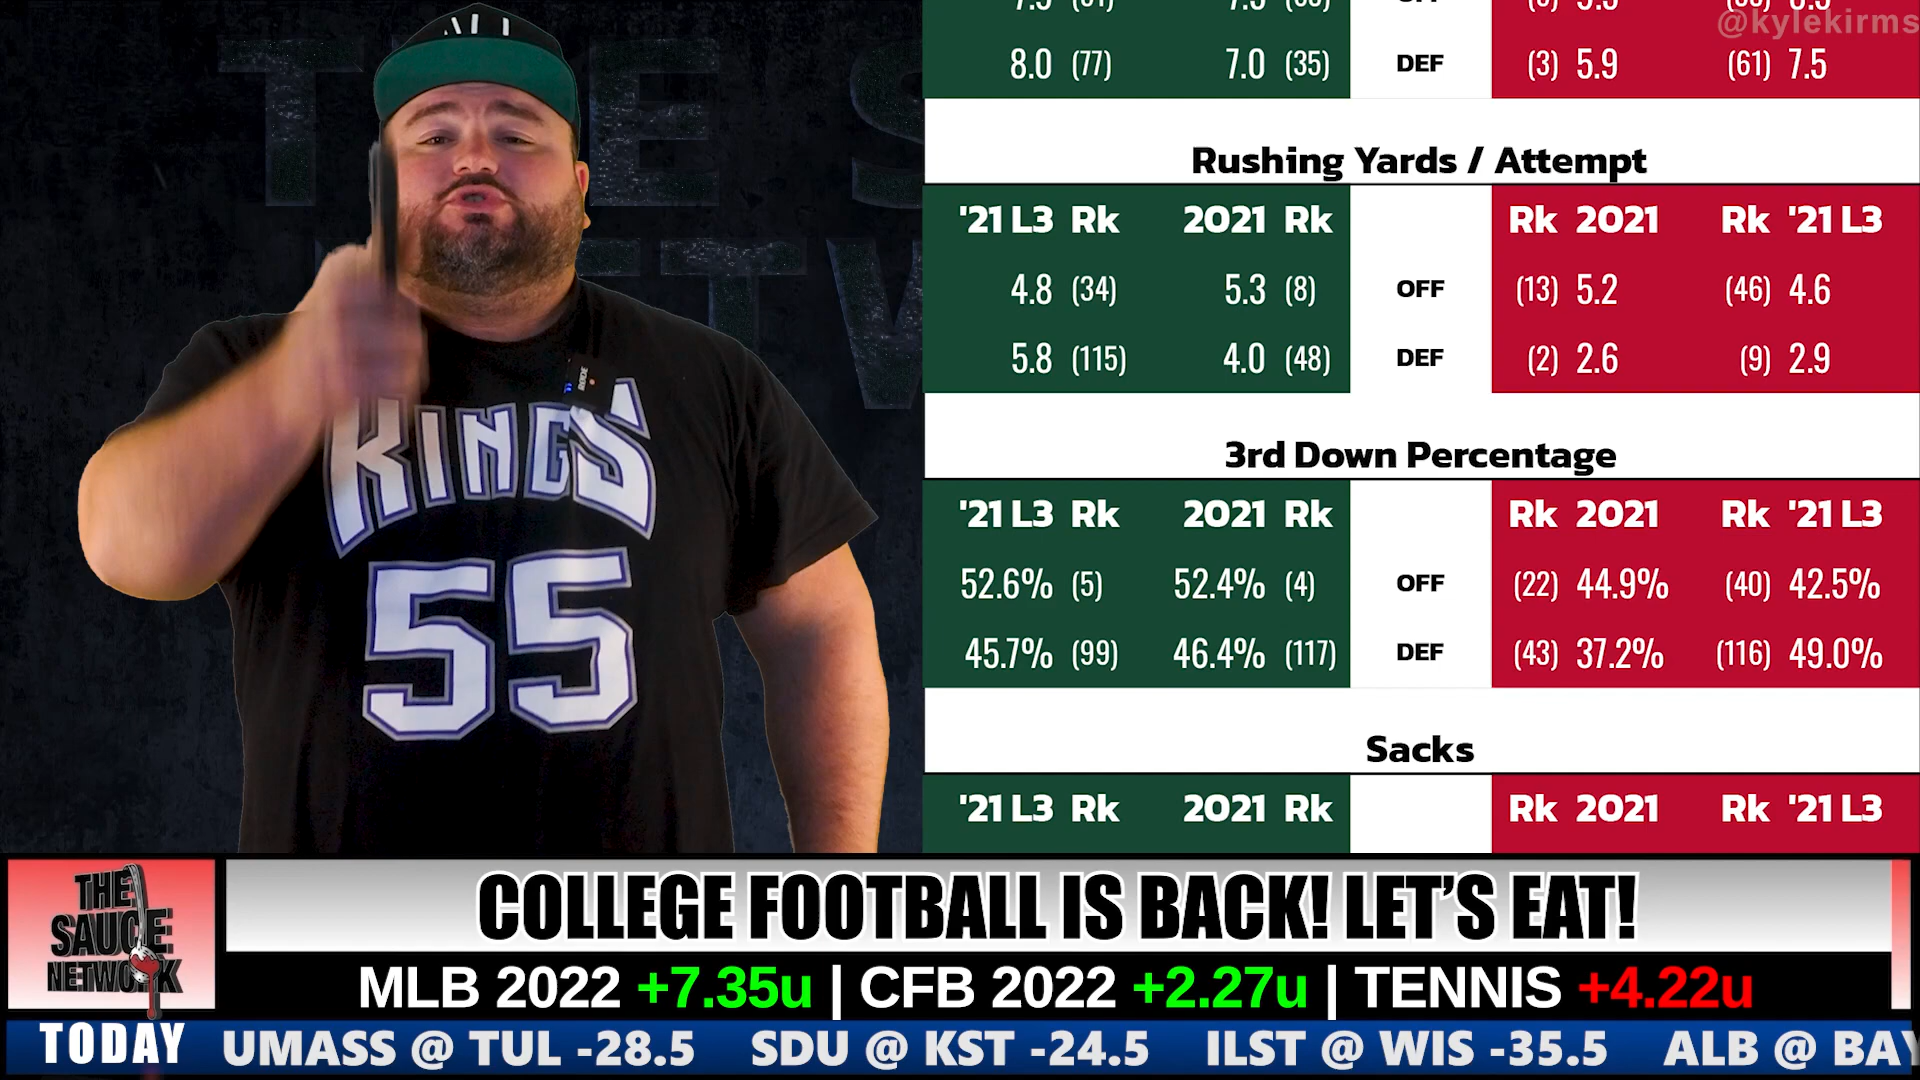 @kylekirms
8.0 (77) 7.0 (35) DEF (3) 5.9 (61) 7.5
Rushing Yards / Attempt
'21 L3 Rk 2021 Rk Rk 2021 Rk '21 L3
4.8 (34) 5.3 (8) OFF (13) 5.2 (46) 4.6
5.8 (115) 4.0 (48) DEF (2) 2.6 (9) 2.9
3rd Down Percentage
'21 L3 Rk 2021 Rk Rk 2021 Rk '21 L3
52.6% (5) 52.4% (4) OFF (22) 44.9% (40) 42.5%
45.7% (99) 46.4% (117) DEF (43) 37.2% (116) 49.0%
Sacks
'21 L3 Rk 2021 Rk Rk 2021 Rk '21 L3
RØDE
KINGS
55
THE
SAUCE
NETWORK
COLLEGE FOOTBALL IS BACK! LET'S EAT!
MLB 2022 +7.35u | CFB 2022 +2.27u | TENNIS +4.22u
TODAY UMASS @ TUL -28.5 SDU @ KST -24.5 ILST @ WIS -35.5 ALB @ BAY